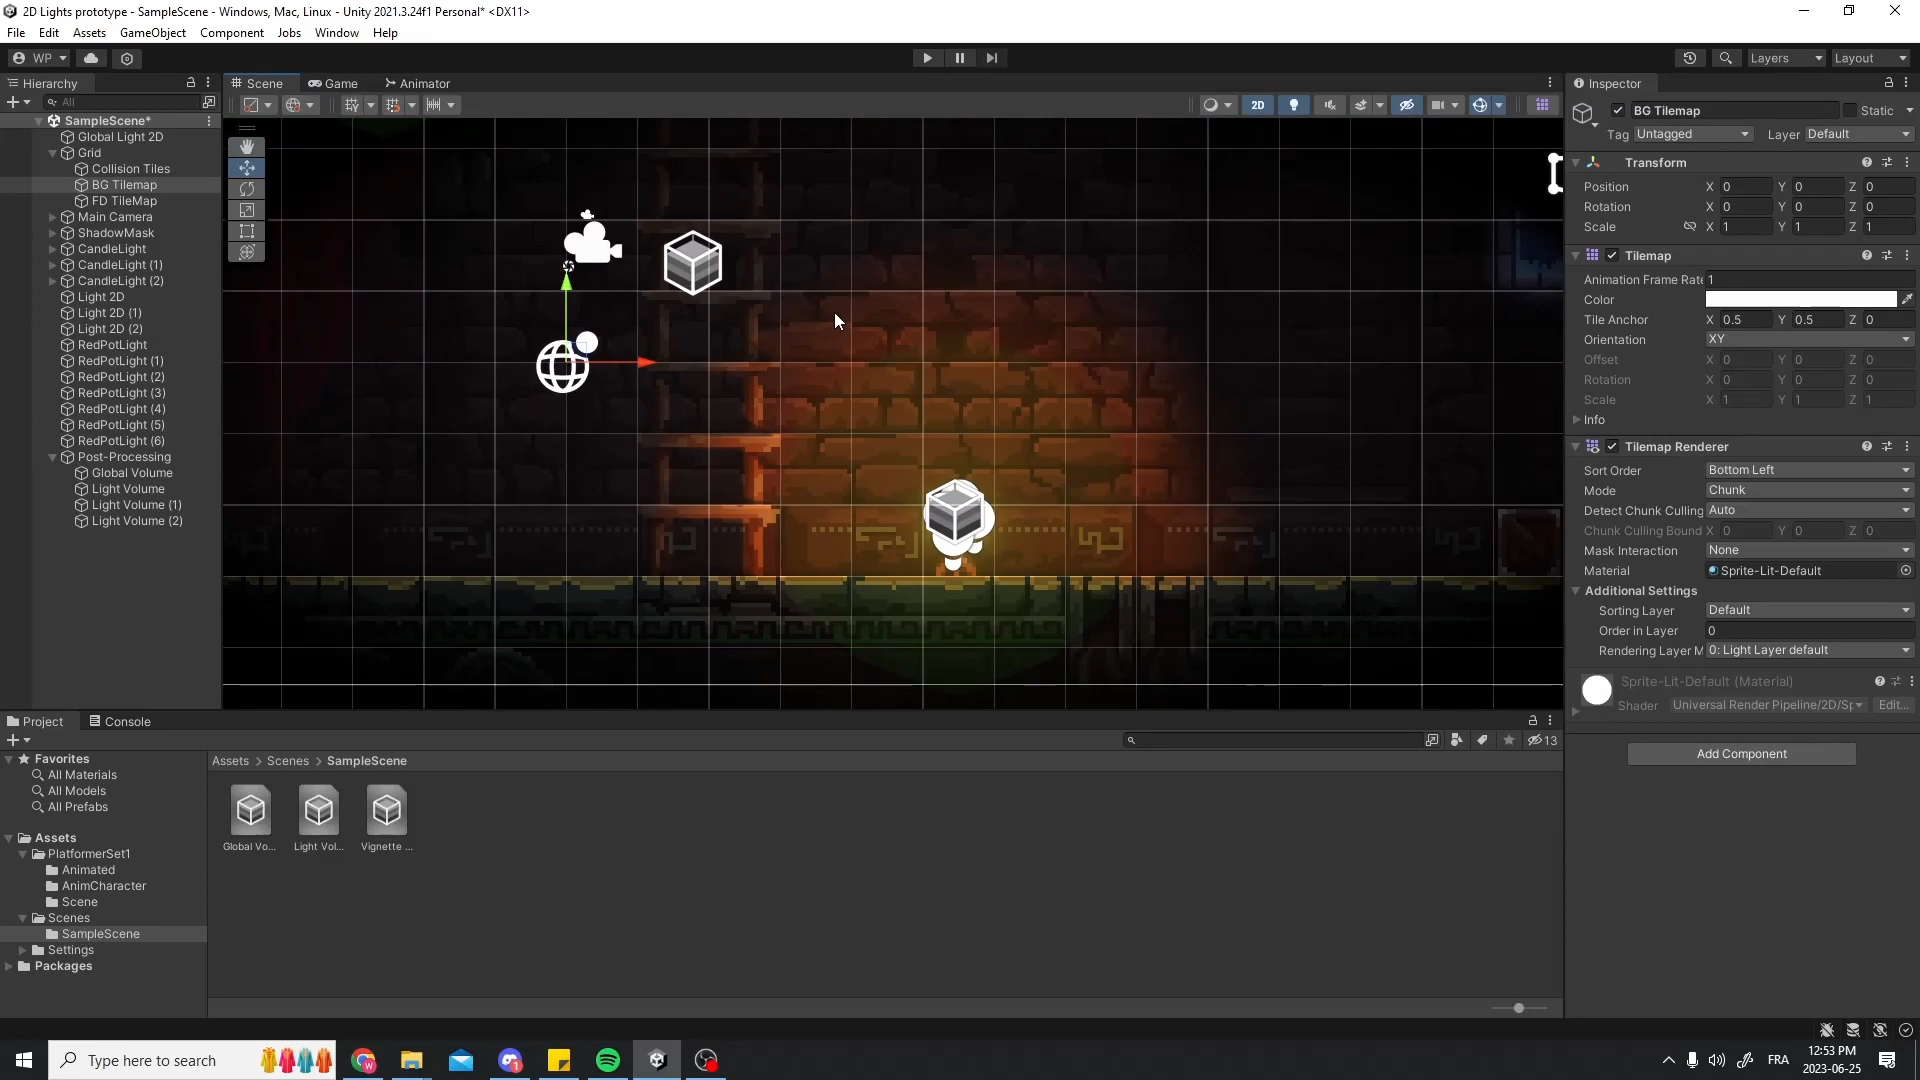 2D Lights prototype - SampleScene - Windows, Mac, Linux - Unity 2021.3.24f1 Personal* <DX11>
File Edit Assets GameObject Component Jobs Window Help
WP Layers Layout
Hierarchy Scene Game Animator Inspector
All 2D
SampleScene*
Global Light 2D
Grid
Collision Tiles
BG Tilemap
FD TileMap
Main Camera
ShadowMask
CandleLight
CandleLight (1)
CandleLight (2)
Light 2D
Light 2D (1)
Light 2D (2)
RedPotLight
RedPotLight (1)
RedPotLight (2)
RedPotLight (3)
RedPotLight (4)
RedPotLight (5)
RedPotLight (6)
Post-Processing
Global Volume
Light Volume
Light Volume (1)
Light Volume (2)
BG Tilemap Static
Tag Untagged Layer Default
Transform
Position X 0 Y 0 Z 0
Rotation X 0 Y 0 Z 0
Scale X 1 Y 1 Z 1
Tilemap
Animation Frame Rate 1
Color
Tile Anchor X 0.5 Y 0.5 Z 0
Orientation XY
Offset X 0 Y 0 Z 0
Rotation X 0 Y 0 Z 0
Scale X 1 Y 1 Z 1
Info
Tilemap Renderer
Sort Order Bottom Left
Mode Chunk
Detect Chunk Culling Auto
Chunk Culling Bound X 0 Y 0 Z 0
Mask Interaction None
Material Sprite-Lit-Default
Additional Settings
Sorting Layer Default
Order in Layer 0
Rendering Layer M 0: Light Layer default
Sprite-Lit-Default (Material)
Shader Universal Render Pipeline/2D/Sp Edit...
Add Component
Project Console
13
Favorites
All Materials
All Models
All Prefabs
Assets
PlatformerSet1
Animated
AnimCharacter
Scene
Scenes
SampleScene
Settings
Packages
Assets > Scenes > SampleScene
Global Vo... Light Vol... Vignette ...
Type here to search
1
FRA
12:53 PM
2023-06-25